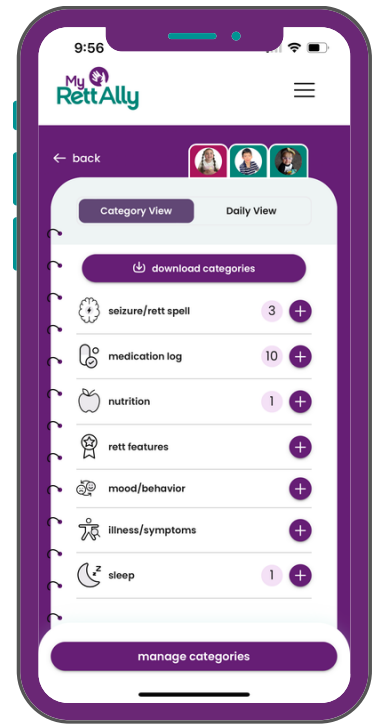 9:56
My
RettAlly
← back
Category View
Daily View
download categories
seizure/rett spell
3
+
medication log
10
+
nutrition
1
+
rett features
+
mood/behavior
+
illness/symptoms
+
z z
sleep
1
+
manage categories